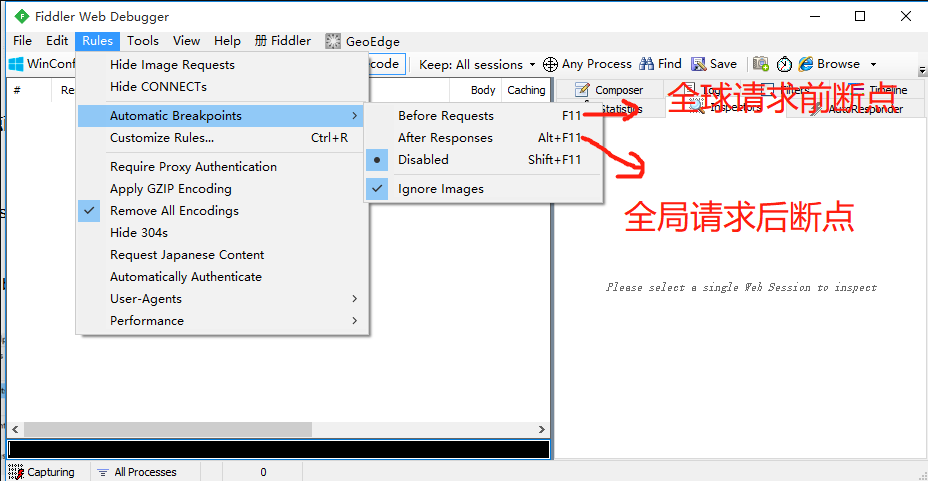 Fiddler Web Debugger
File Edit Rules Tools View Help 册 Fiddler GeoEdge
WinConf
code
Keep: All sessions Any Process Find Save Browse
#
Body Caching
Composer Filters Timeline
Statistics Inspectors AutoResponder
全球请求前断点
Hide Image Requests
Hide CONNECTs
Automatic Breakpoints
Customize Rules... Ctrl+R
Require Proxy Authentication
Apply GZIP Encoding
Remove All Encodings
Hide 304s
Request Japanese Content
Automatically Authenticate
User-Agents
Performance
Before Requests F11
After Responses Alt+F11
Disabled Shift+F11
Ignore Images
全局请求后断点
Please select a single Web Session to inspect
Capturing All Processes 0